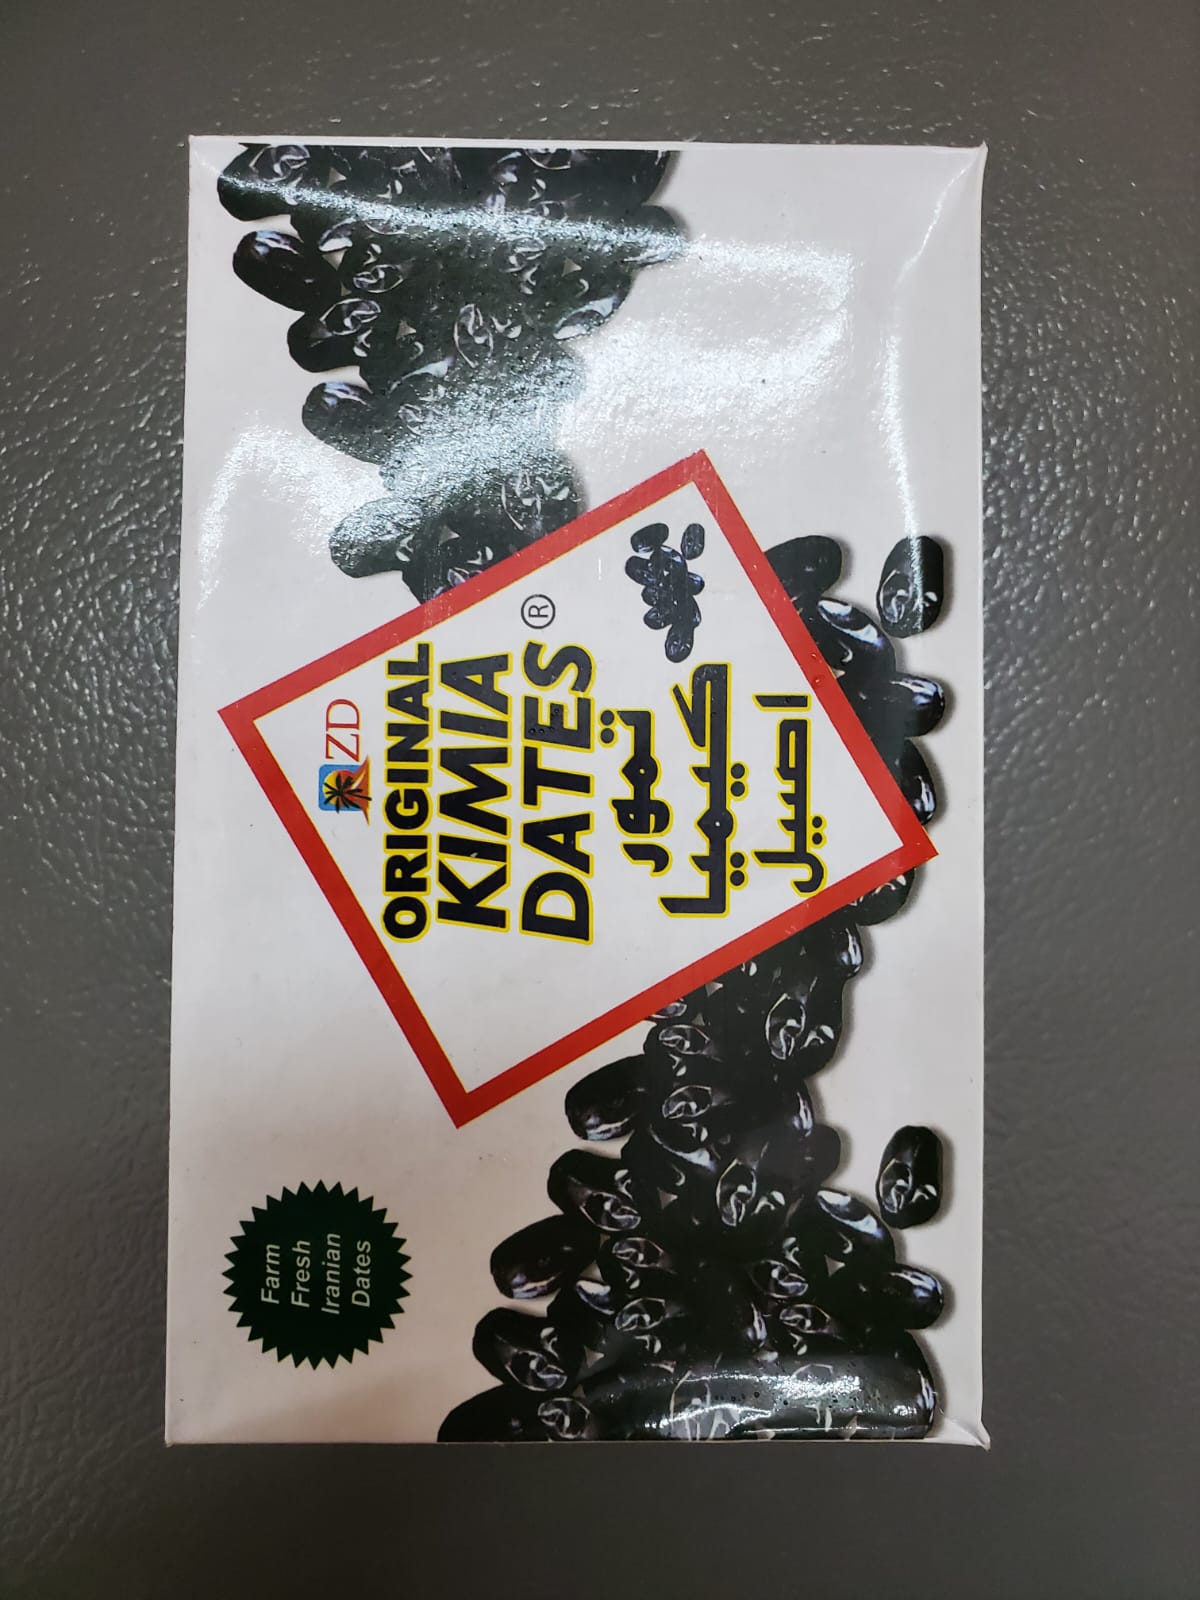 ZD
ORIGINAL
KIMIA
DATES®
تمور
كيميا
اصيل
Farm
Fresh
Iranian
Dates